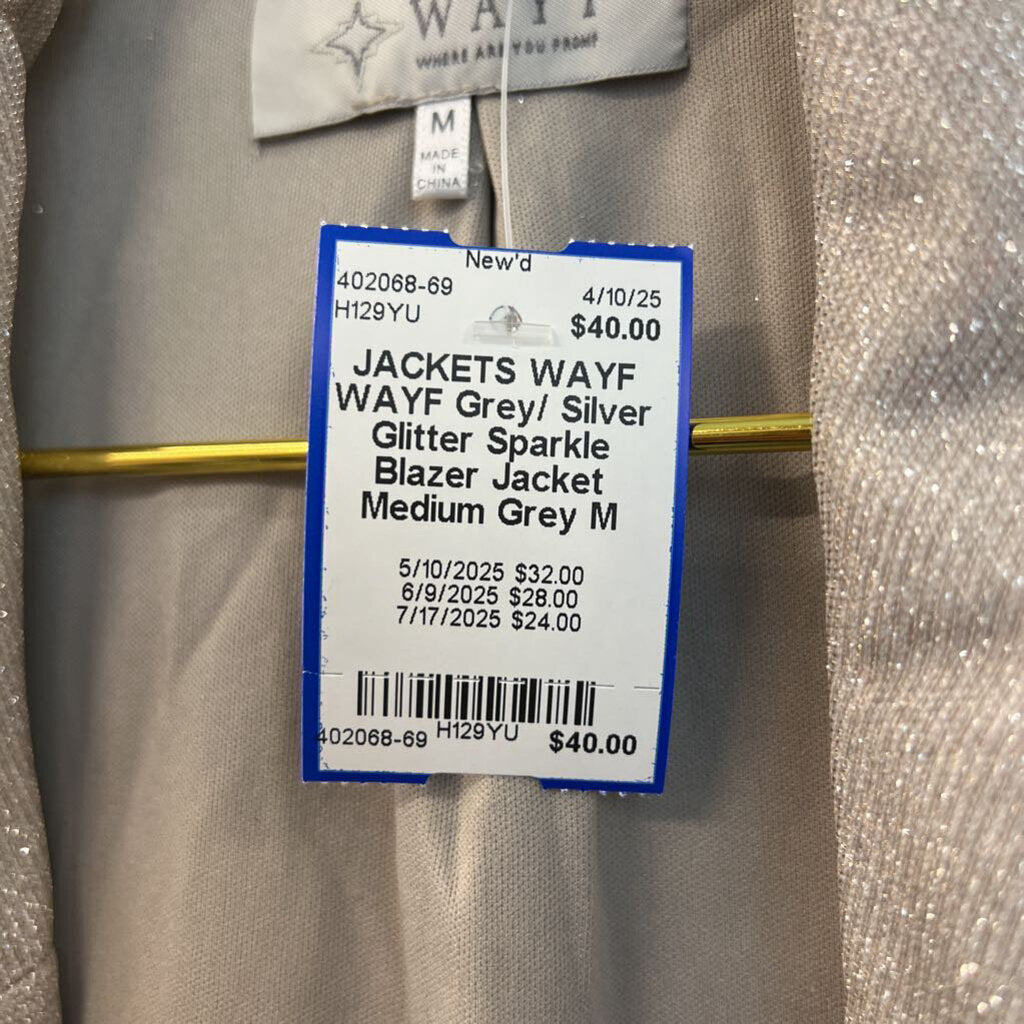 WAYF
WHERE ARE YOU FROM?
M
MADE
IN
CHINA
New'd
402068-69
4/10/25
H129YU
$40.00
JACKETS WAYF
WAYF Grey/ Silver
Glitter Sparkle
Blazer Jacket
Medium Grey M
5/10/2025 $32.00
6/9/2025 $28.00
7/17/2025 $24.00
402068-69 H129YU $40.00